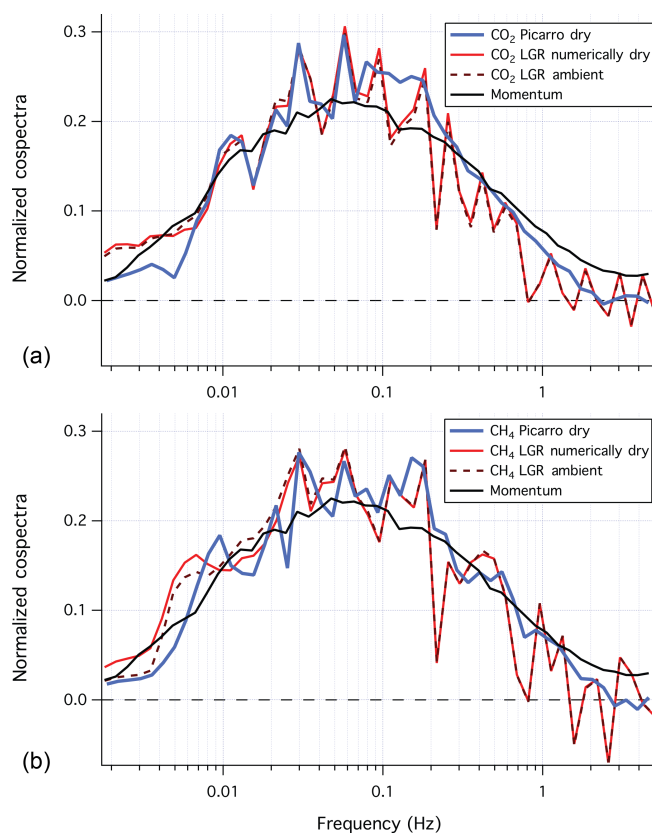 0.3
0.2
0.1
0.0
Normalized cospectra
CO₂ Picarro dry
CO₂ LGR numerically dry
CO₂ LGR ambient
Momentum
(a)
0.01
0.1
1
0.3
0.2
0.1
0.0
Normalized cospectra
CH₄ Picarro dry
CH₄ LGR numerically dry
CH₄ LGR ambient
Momentum
(b)
0.01
0.1
1
Frequency (Hz)